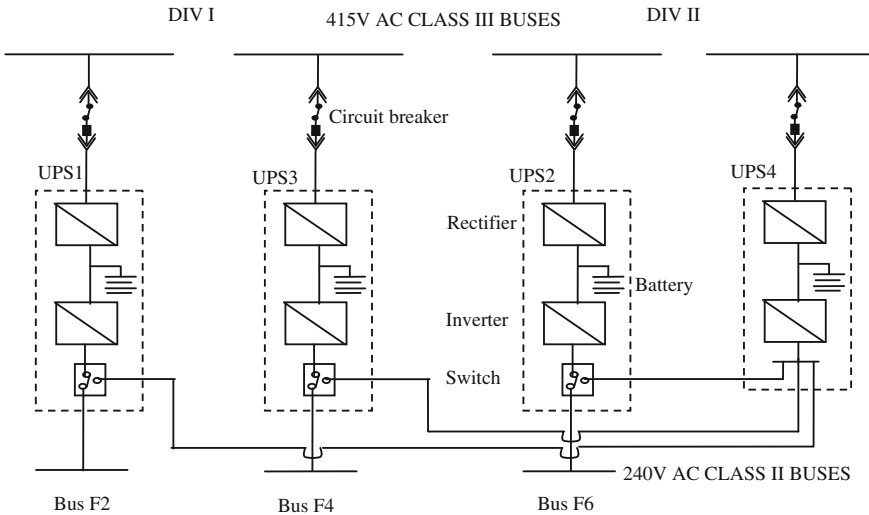 DIV I
415V AC CLASS III BUSES
DIV II
Circuit breaker
UPS1
UPS3
UPS2
UPS4
Rectifier
Battery
Inverter
Switch
240V AC CLASS II BUSES
Bus F2
Bus F4
Bus F6